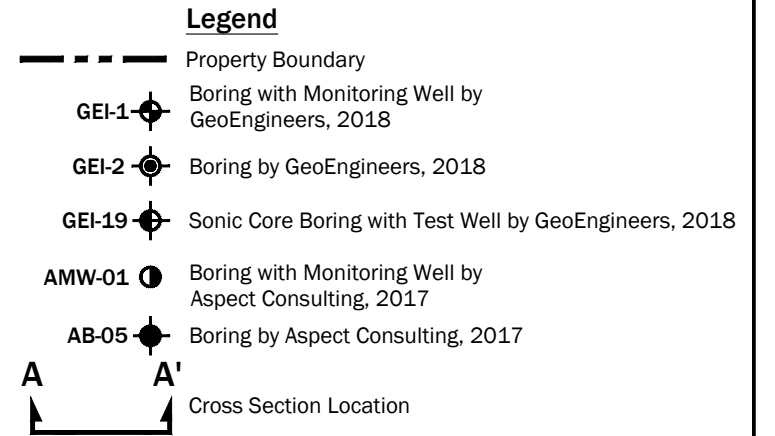 Legend
Property Boundary
GEI-1 Boring with Monitoring Well by
GeoEngineers, 2018
GEI-2 Boring by GeoEngineers, 2018
GEI-19 Sonic Core Boring with Test Well by GeoEngineers, 2018
AMW-01 Boring with Monitoring Well by
Aspect Consulting, 2017
AB-05 Boring by Aspect Consulting, 2017
A A'
Cross Section Location